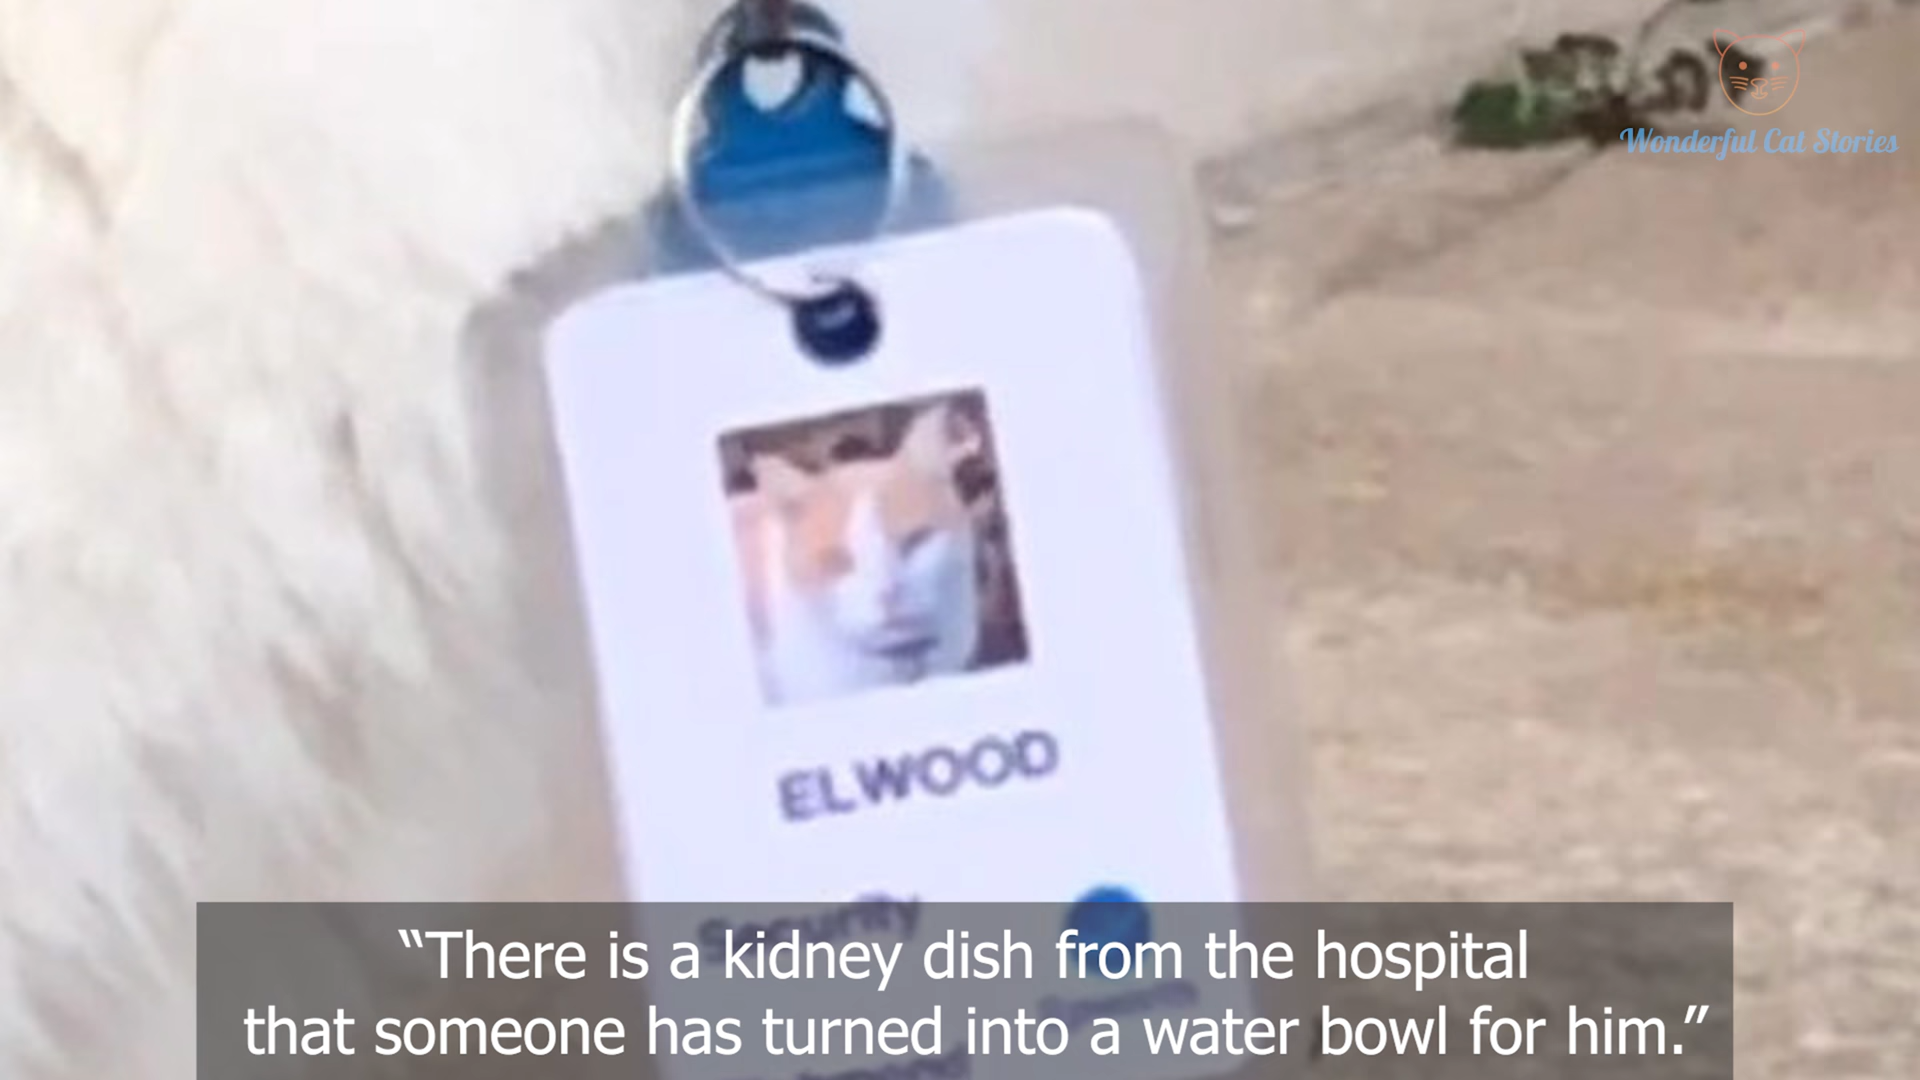 Wonderful Cat Stories
ELWOOD
Security
“There is a kidney dish from the hospital
that someone has turned into a water bowl for him.”